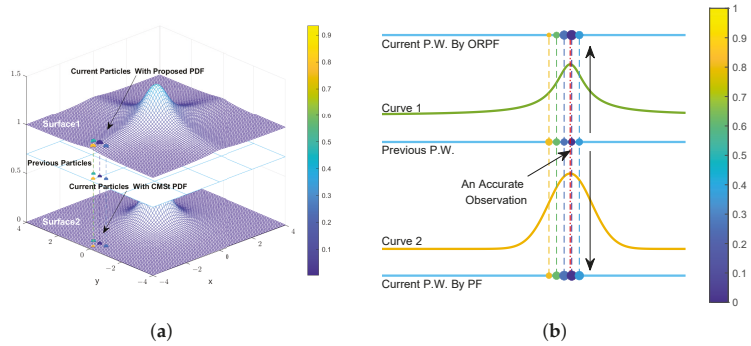 Current Particles With Proposed PDF
1.5
Surface1
1
Previous Particles
Current Particles With CMSt PDF
0.5
Surface2
0
4
2
0
−2
−4
y
−4
−2
0
2
4
x
0.9
0.8
0.7
0.6
0.5
0.4
0.3
0.2
0.1
(a)
Current P.W. By ORPF
Curve 1
Previous P.W.
An Accurate
Observation
Curve 2
Current P.W. By PF
1
0.9
0.8
0.7
0.6
0.5
0.4
0.3
0.2
0.1
0
(b)